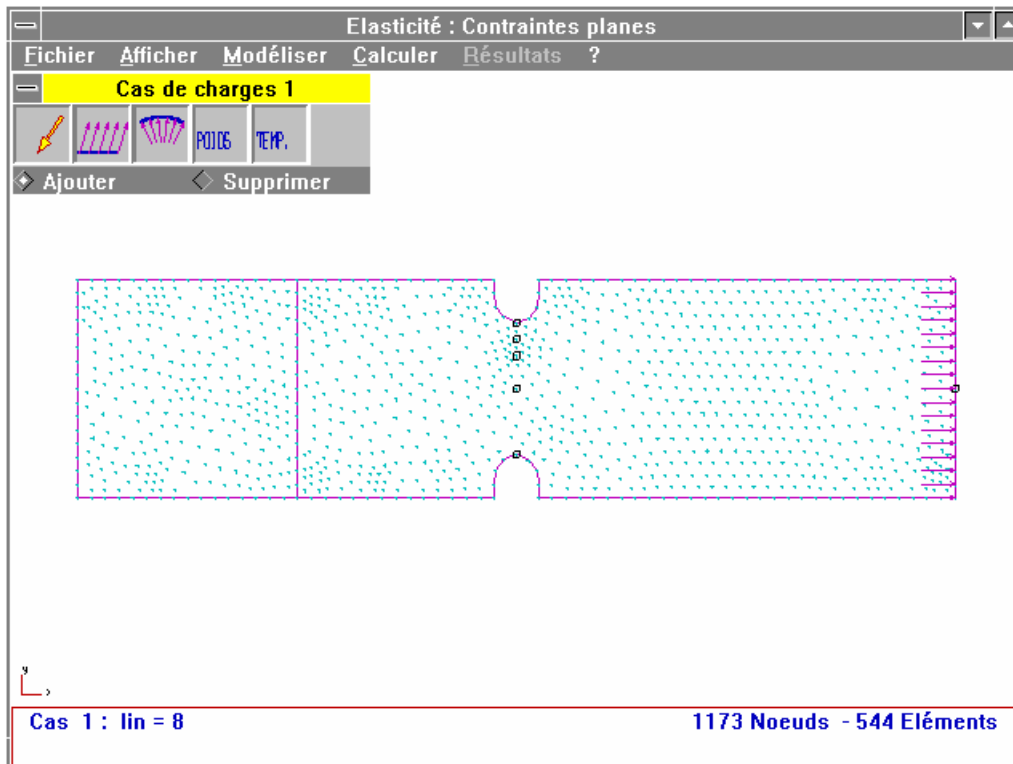 Elasticité : Contraintes planes
Fichier Afficher Modéliser Calculer Résultats ?
Cas de charges 1
POIDS TEMP.
Ajouter Supprimer
y
x
Cas 1 : lin = 8 1173 Noeuds - 544 Eléments